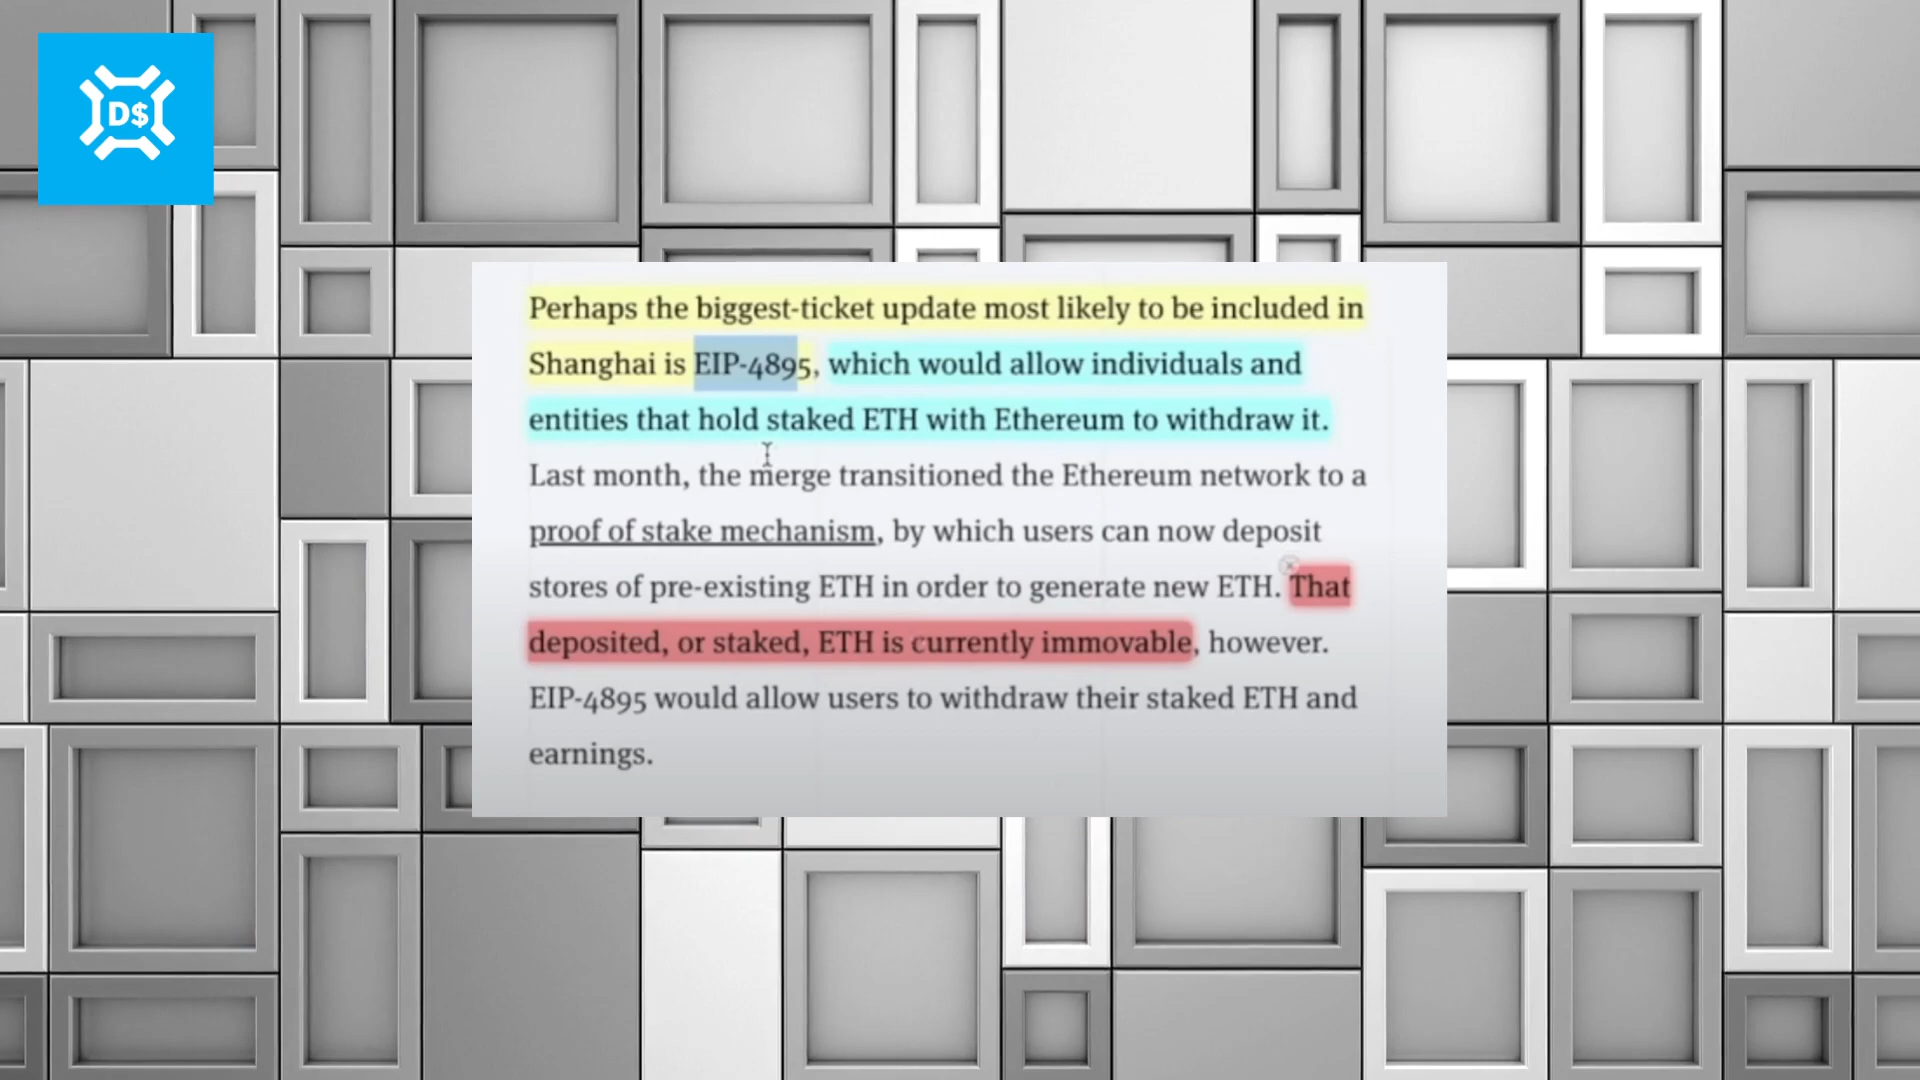 D$
Perhaps the biggest-ticket update most likely to be included in
Shanghai is EIP-4895, which would allow individuals and
entities that hold staked ETH with Ethereum to withdraw it.
Last month, the merge transitioned the Ethereum network to a
proof of stake mechanism, by which users can now deposit
stores of pre-existing ETH in order to generate new ETH. That
deposited, or staked, ETH is currently immovable, however.
EIP-4895 would allow users to withdraw their staked ETH and
earnings.